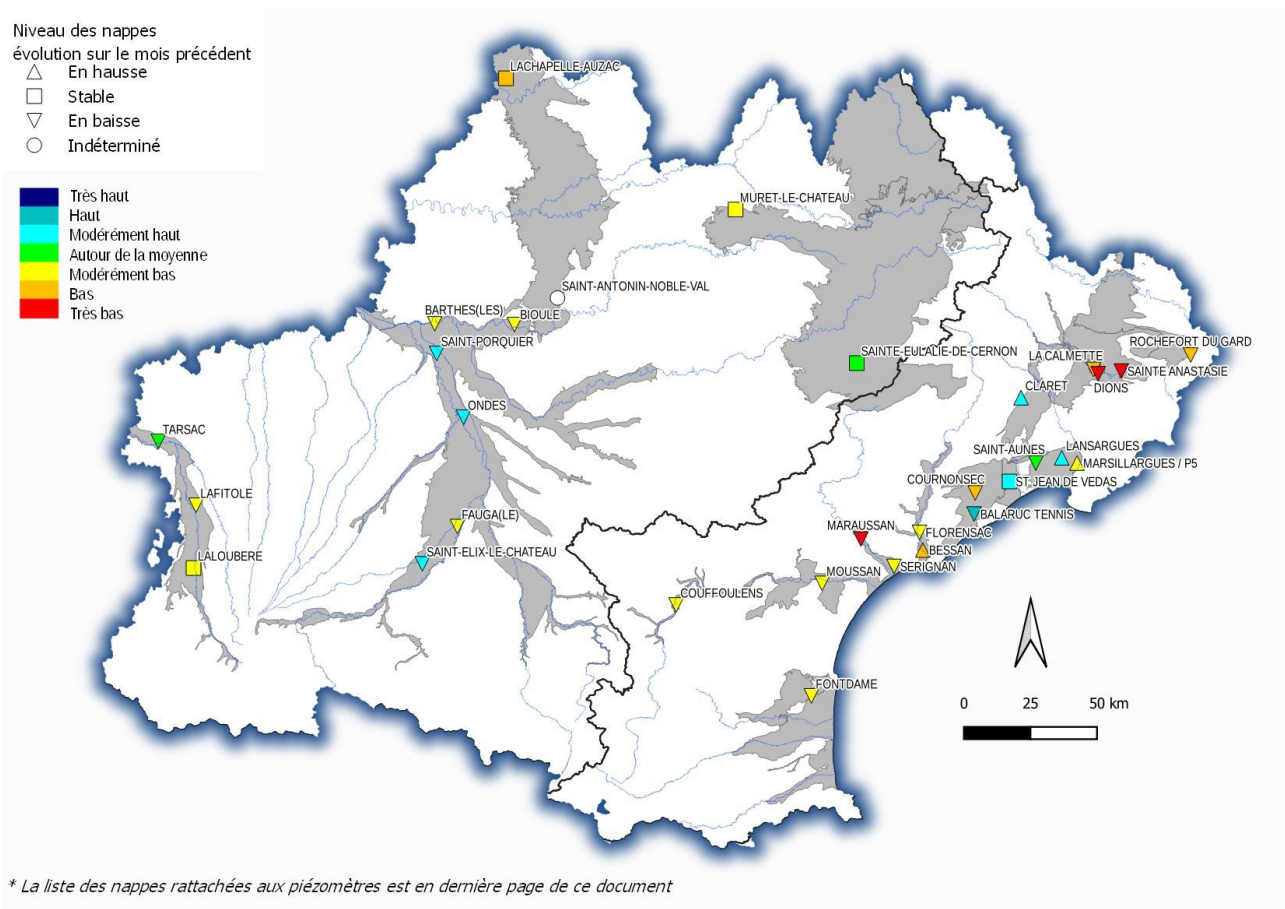 Niveau des nappes
évolution sur le mois précédent
En hausse
Stable
En baisse
Indéterminé
Très haut
Haut
Modérément haut
Autour de la moyenne
Modérément bas
Bas
Très bas
LACHAPELLE-AUZAC
MURET-LE-CHATEAU
SAINT-ANTONIN-NOBLE-VAL
BARTHES(LES)
BIOULE
SAINT-PORQUIER
ROCHEFORT DU GARD
SAINTE-EULALIE-DE-CERNON
LA CALMETTE
SAINTE ANASTASIE
DIONS
CLARET
ONDES
TARSAC
SAINT-AUNES
LANSARGUES
MARSILLARGUES / P5
COURNONSEC
ST JEAN DE VEDAS
LAFITOLE
FAUGA(LE)
BALARUC TENNIS
MARAUSSAN
FLORENSAC
SAINT-ELIX-LE-CHATEAU
BESSAN
LALOUBERE
SERIGNAN
MOUSSAN
COUFFOULENS
FONTDAME
0 25 50 km
* La liste des nappes rattachées aux piézomètres est en dernière page de ce document